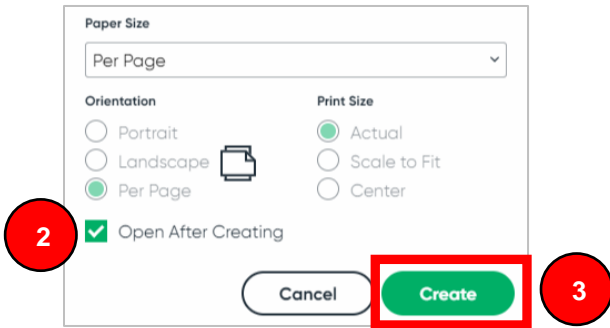 Paper Size
Per Page
Orientation
Print Size
Portrait
Actual
Landscape
Scale to Fit
Per Page
Center
2
Open After Creating
Cancel
Create
3